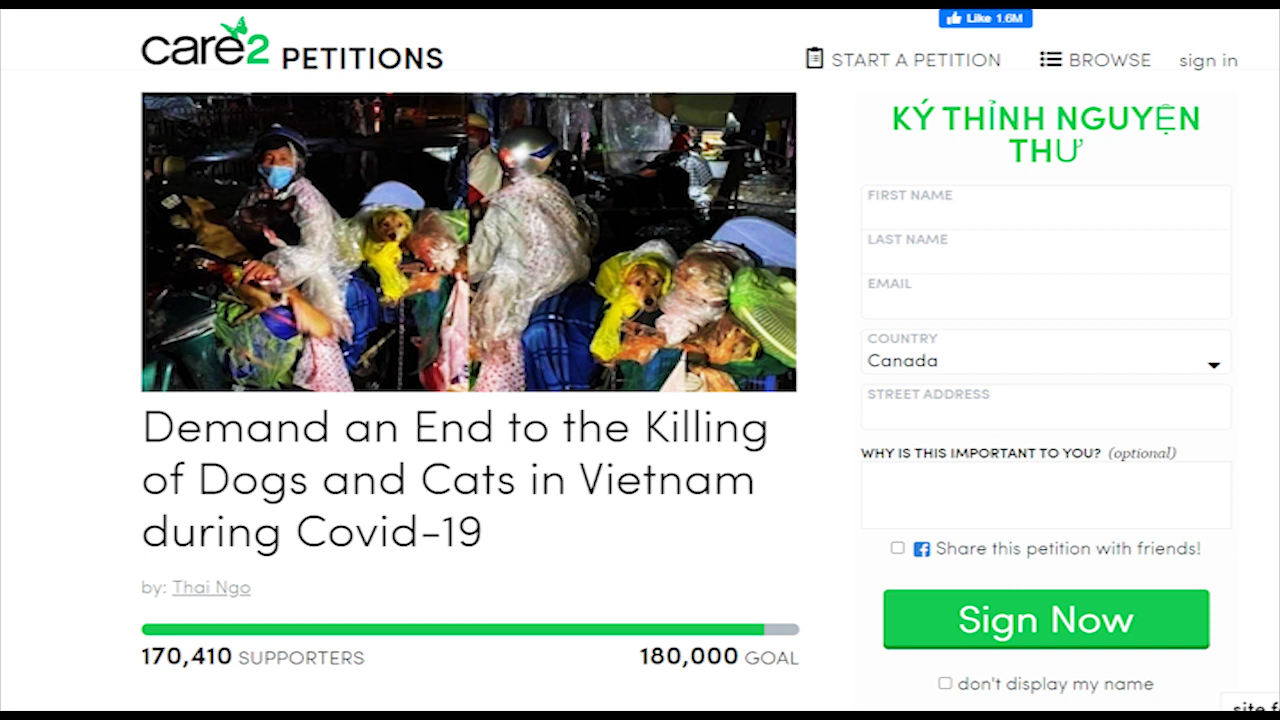 Like 1.6M
care2 PETITIONS
START A PETITION
BROWSE
sign in
KÝ THỈNH NGUYỆN
THƯ
FIRST NAME
LAST NAME
EMAIL
COUNTRY
Canada
STREET ADDRESS
WHY IS THIS IMPORTANT TO YOU? (optional)
Share this petition with friends!
Sign Now
don't display my name
Demand an End to the Killing
of Dogs and Cats in Vietnam
during Covid-19
by: Thai Ngo
170,410 SUPPORTERS
180,000 GOAL